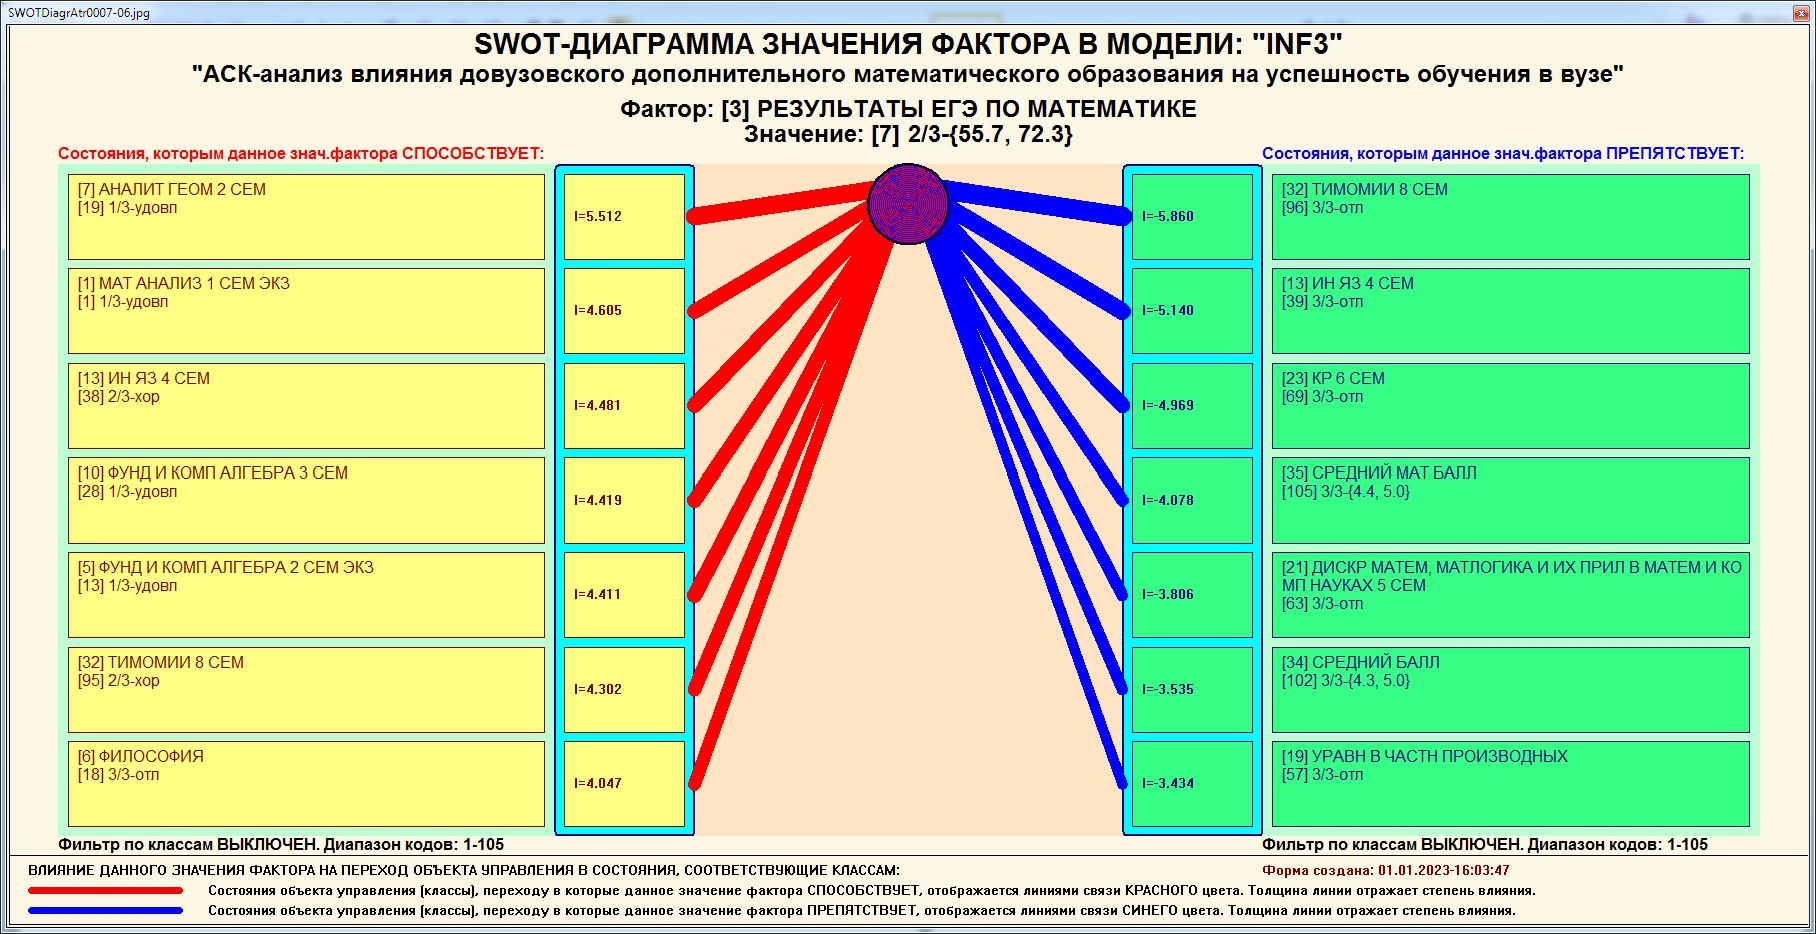 SWOTDiagrAtr0007-06.jpg
SWOT-ДИАГРАММА ЗНАЧЕНИЯ ФАКТОРА В МОДЕЛИ: "INF3"
"АСК-анализ влияния довузовского дополнительного математического образования на успешность обучения в вузе"
Фактор: [3] РЕЗУЛЬТАТЫ ЕГЭ ПО МАТЕМАТИКЕ
Значение: [7] 2/3-{55.7, 72.3}
Состояния, которым данное знач.фактора СПОСОБСТВУЕТ:
[7] АНАЛИТ ГЕОМ 2 СЕМ
[19] 1/3-удовл
I=5.512
[1] МАТ АНАЛИЗ 1 СЕМ ЭКЗ
[1] 1/3-удовл
I=4.605
[13] ИН ЯЗ 4 СЕМ
[38] 2/3-хор
I=4.481
[10] ФУНД И КОМП АЛГЕБРА 3 СЕМ
[28] 1/3-удовл
I=4.419
[5] ФУНД И КОМП АЛГЕБРА 2 СЕМ ЭКЗ
[13] 1/3-удовл
I=4.411
[32] ТИМОМИИ 8 СЕМ
[95] 2/3-хор
I=4.302
[6] ФИЛОСОФИЯ
[18] 3/3-отл
I=4.047
Фильтр по классам ВЫКЛЮЧЕН. Диапазон кодов: 1-105
Состояния, которым данное знач.фактора ПРЕПЯТСТВУЕТ:
I=-5.860
[32] ТИМОМИИ 8 СЕМ
[96] 3/3-отл
I=-5.140
[13] ИН ЯЗ 4 СЕМ
[39] 3/3-отл
I=-4.969
[23] КР 6 СЕМ
[69] 3/3-отл
I=-4.078
[35] СРЕДНИЙ МАТ БАЛЛ
[105] 3/3-{4.4, 5.0}
I=-3.806
[21] ДИСКР МАТЕМ, МАТЛОГИКА И ИХ ПРИЛ В МАТЕМ И КО
МП НАУКАХ 5 СЕМ
[63] 3/3-отл
I=-3.535
[34] СРЕДНИЙ БАЛЛ
[102] 3/3-{4.3, 5.0}
I=-3.434
[19] УРАВН В ЧАСТН ПРОИЗВОДНЫХ
[57] 3/3-отл
Фильтр по классам ВЫКЛЮЧЕН. Диапазон кодов: 1-105
ВЛИЯНИЕ ДАННОГО ЗНАЧЕНИЯ ФАКТОРА НА ПЕРЕХОД ОБЪЕКТА УПРАВЛЕНИЯ В СОСТОЯНИЯ, СООТВЕТСТВУЮЩИЕ КЛАССАМ:
Форма создана: 01.01.2023-16:03:47
Состояния объекта управления (классы), переходу в которые данное значение фактора СПОСОБСТВУЕТ, отображается линиями связи КРАСНОГО цвета. Толщина линии отражает степень влияния.
Состояния объекта управления (классы), переходу в которые данное значение фактора ПРЕПЯТСТВУЕТ, отображается линиями связи СИНЕГО цвета. Толщина линии отражает степень влияния.